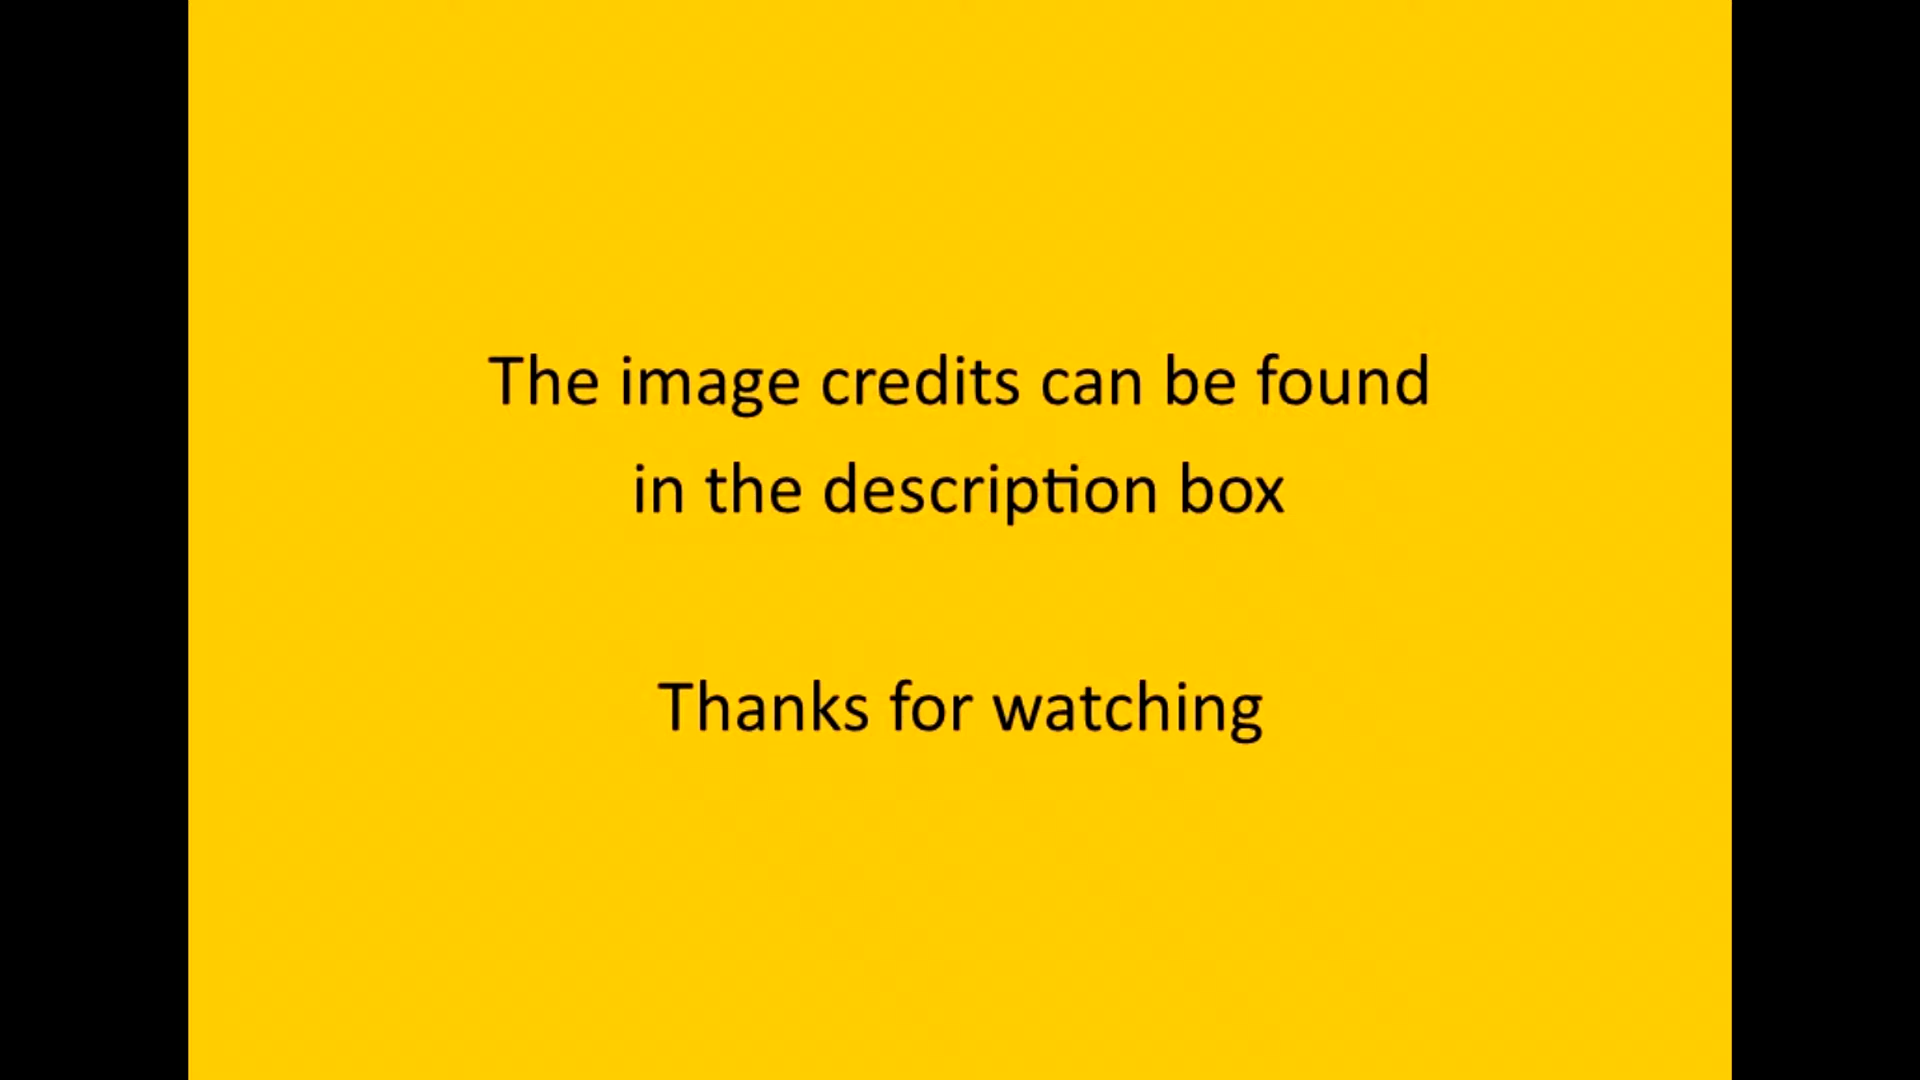 The image credits can be found
in the description box
Thanks for watching